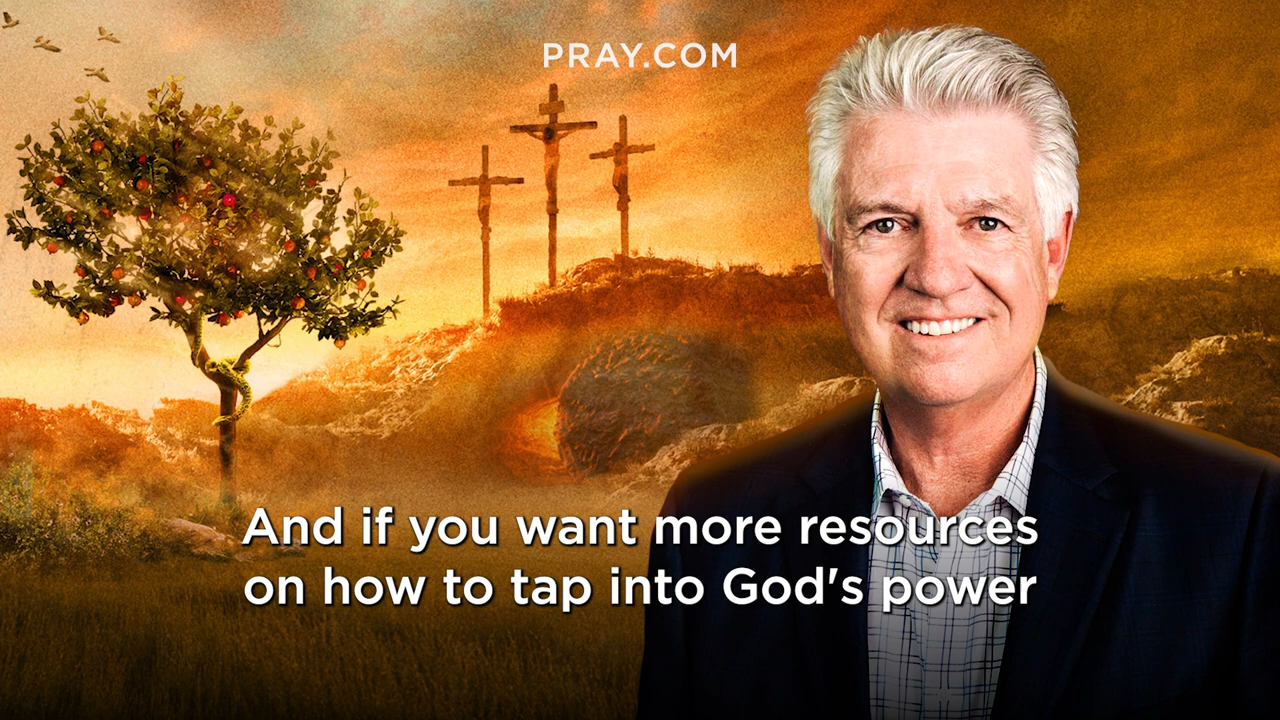 PRAY.COM
And if you want more resources
on how to tap into God's power